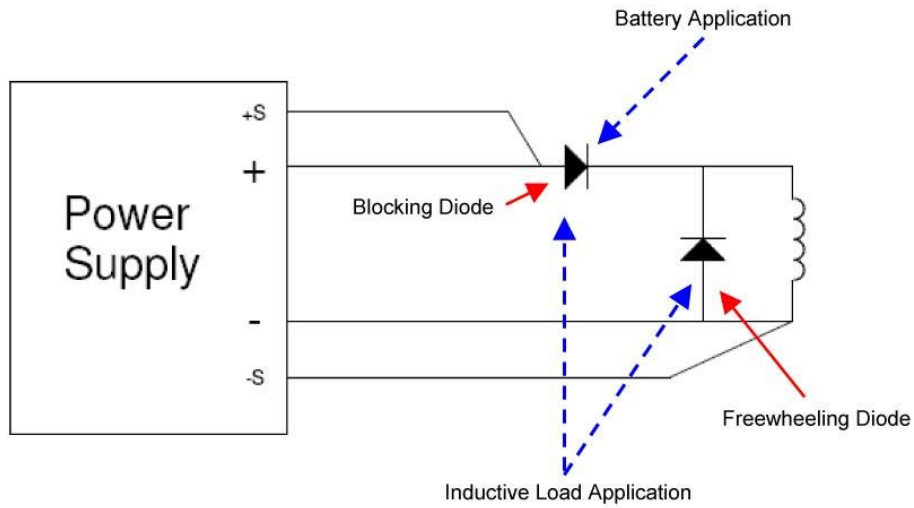 Battery Application
+S
+
Blocking Diode
Power
Supply
-
-S
Freewheeling Diode
Inductive Load Application